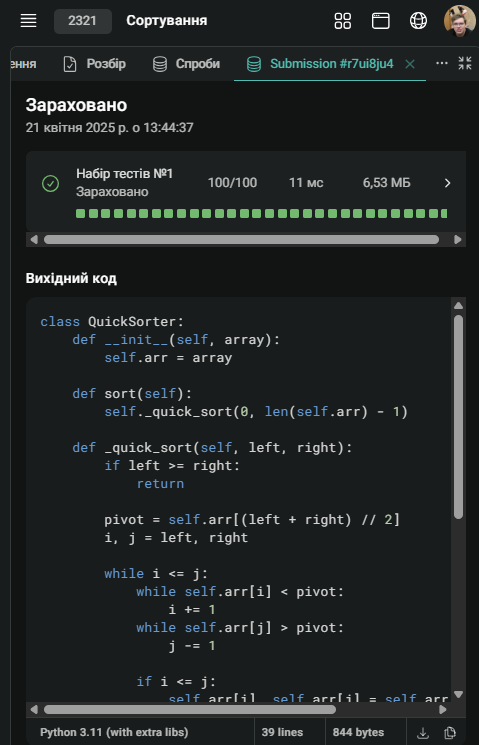 2321
Сортування
ення
Розбір
Спроби
Submission #r7ui8ju4
Зараховано
21 квітня 2025 р. о 13:44:37
Набір тестів №1
Зараховано
100/100
11 мс
6,53 МБ
Вихідний код
class QuickSorter:
    def __init__(self, array):
        self.arr = array
    def sort(self):
        self._quick_sort(0, len(self.arr) - 1)
    def _quick_sort(self, left, right):
        if left >= right:
            return
        pivot = self.arr[(left + right) // 2]
        i, j = left, right
        while i <= j:
            while self.arr[i] < pivot:
                i += 1
            while self.arr[j] > pivot:
                j -= 1
            if i <= j:
                self.arr[i], self.arr[j] = self.arr
Python 3.11 (with extra libs)
39 lines
844 bytes